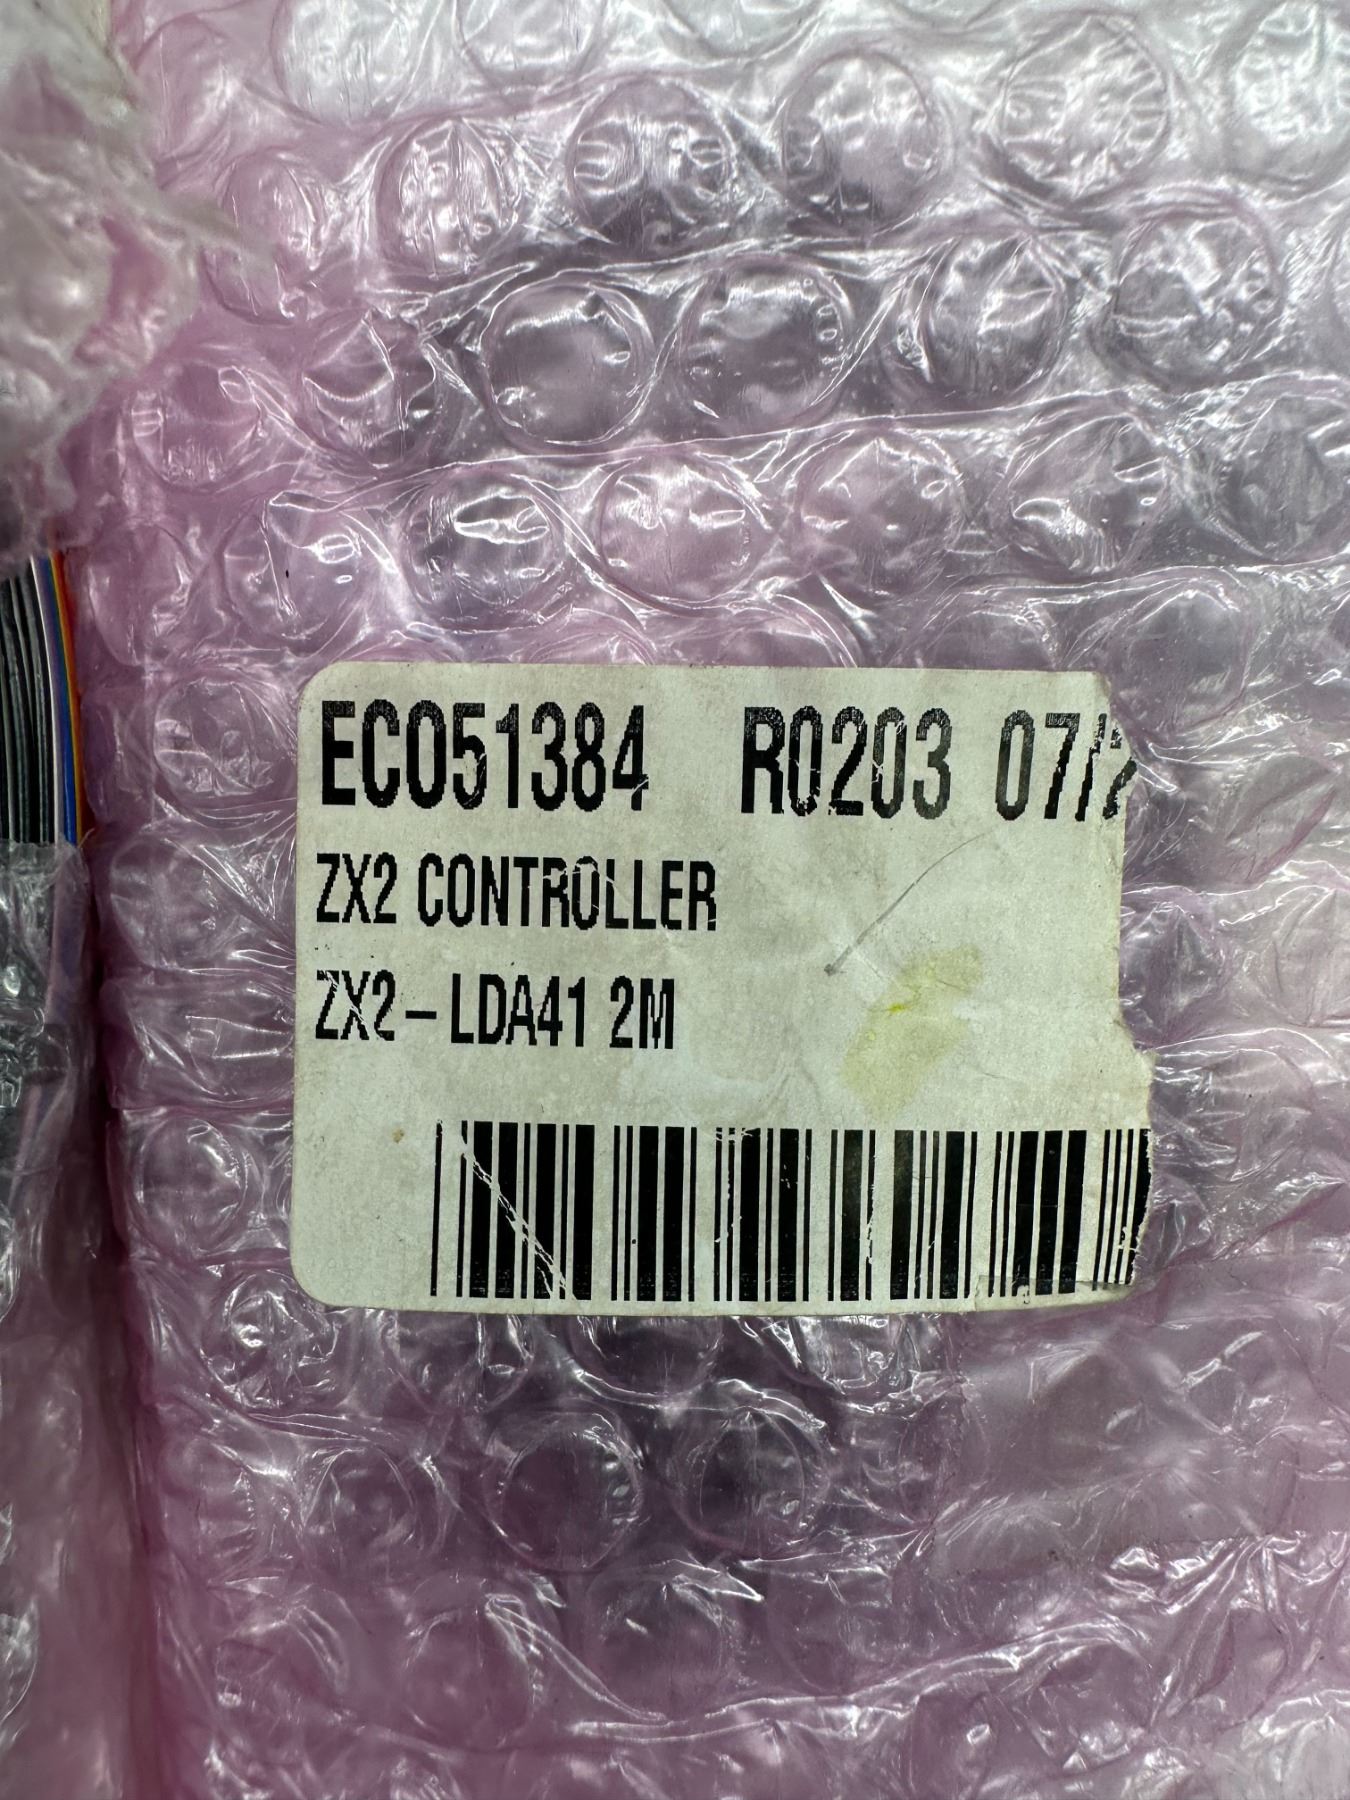 EC051384 R0203 07/
ZX2 CONTROLLER
ZX2-LDA41 2M